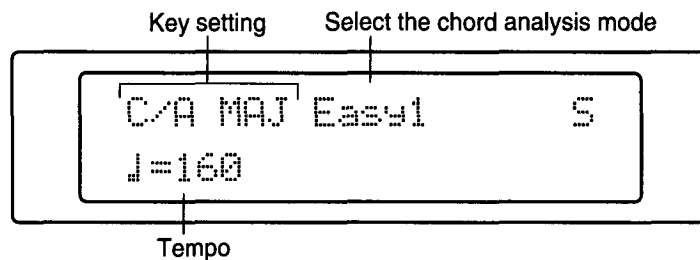 Key setting Select the chord analysis mode
C/A MAJ Easy1 S
♩=160
Tempo